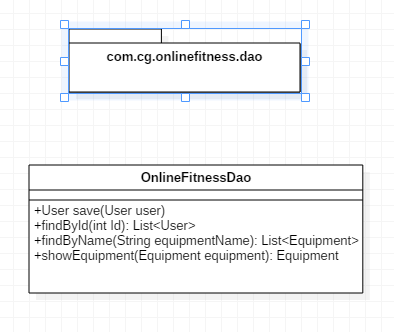 com.cg.onlinefitness.dao
OnlineFitnessDao
+User save(User user)
+findById(int Id): List<User>
+findByName(String equipmentName): List<Equipment>
+showEquipment(Equipment equipment): Equipment